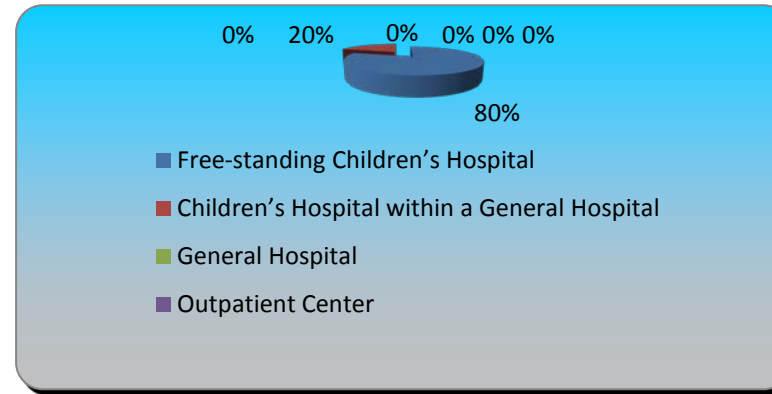 0% 20% 0% 0% 0% 0%
80%
Free-standing Children’s Hospital
Children’s Hospital within a General Hospital
General Hospital
Outpatient Center